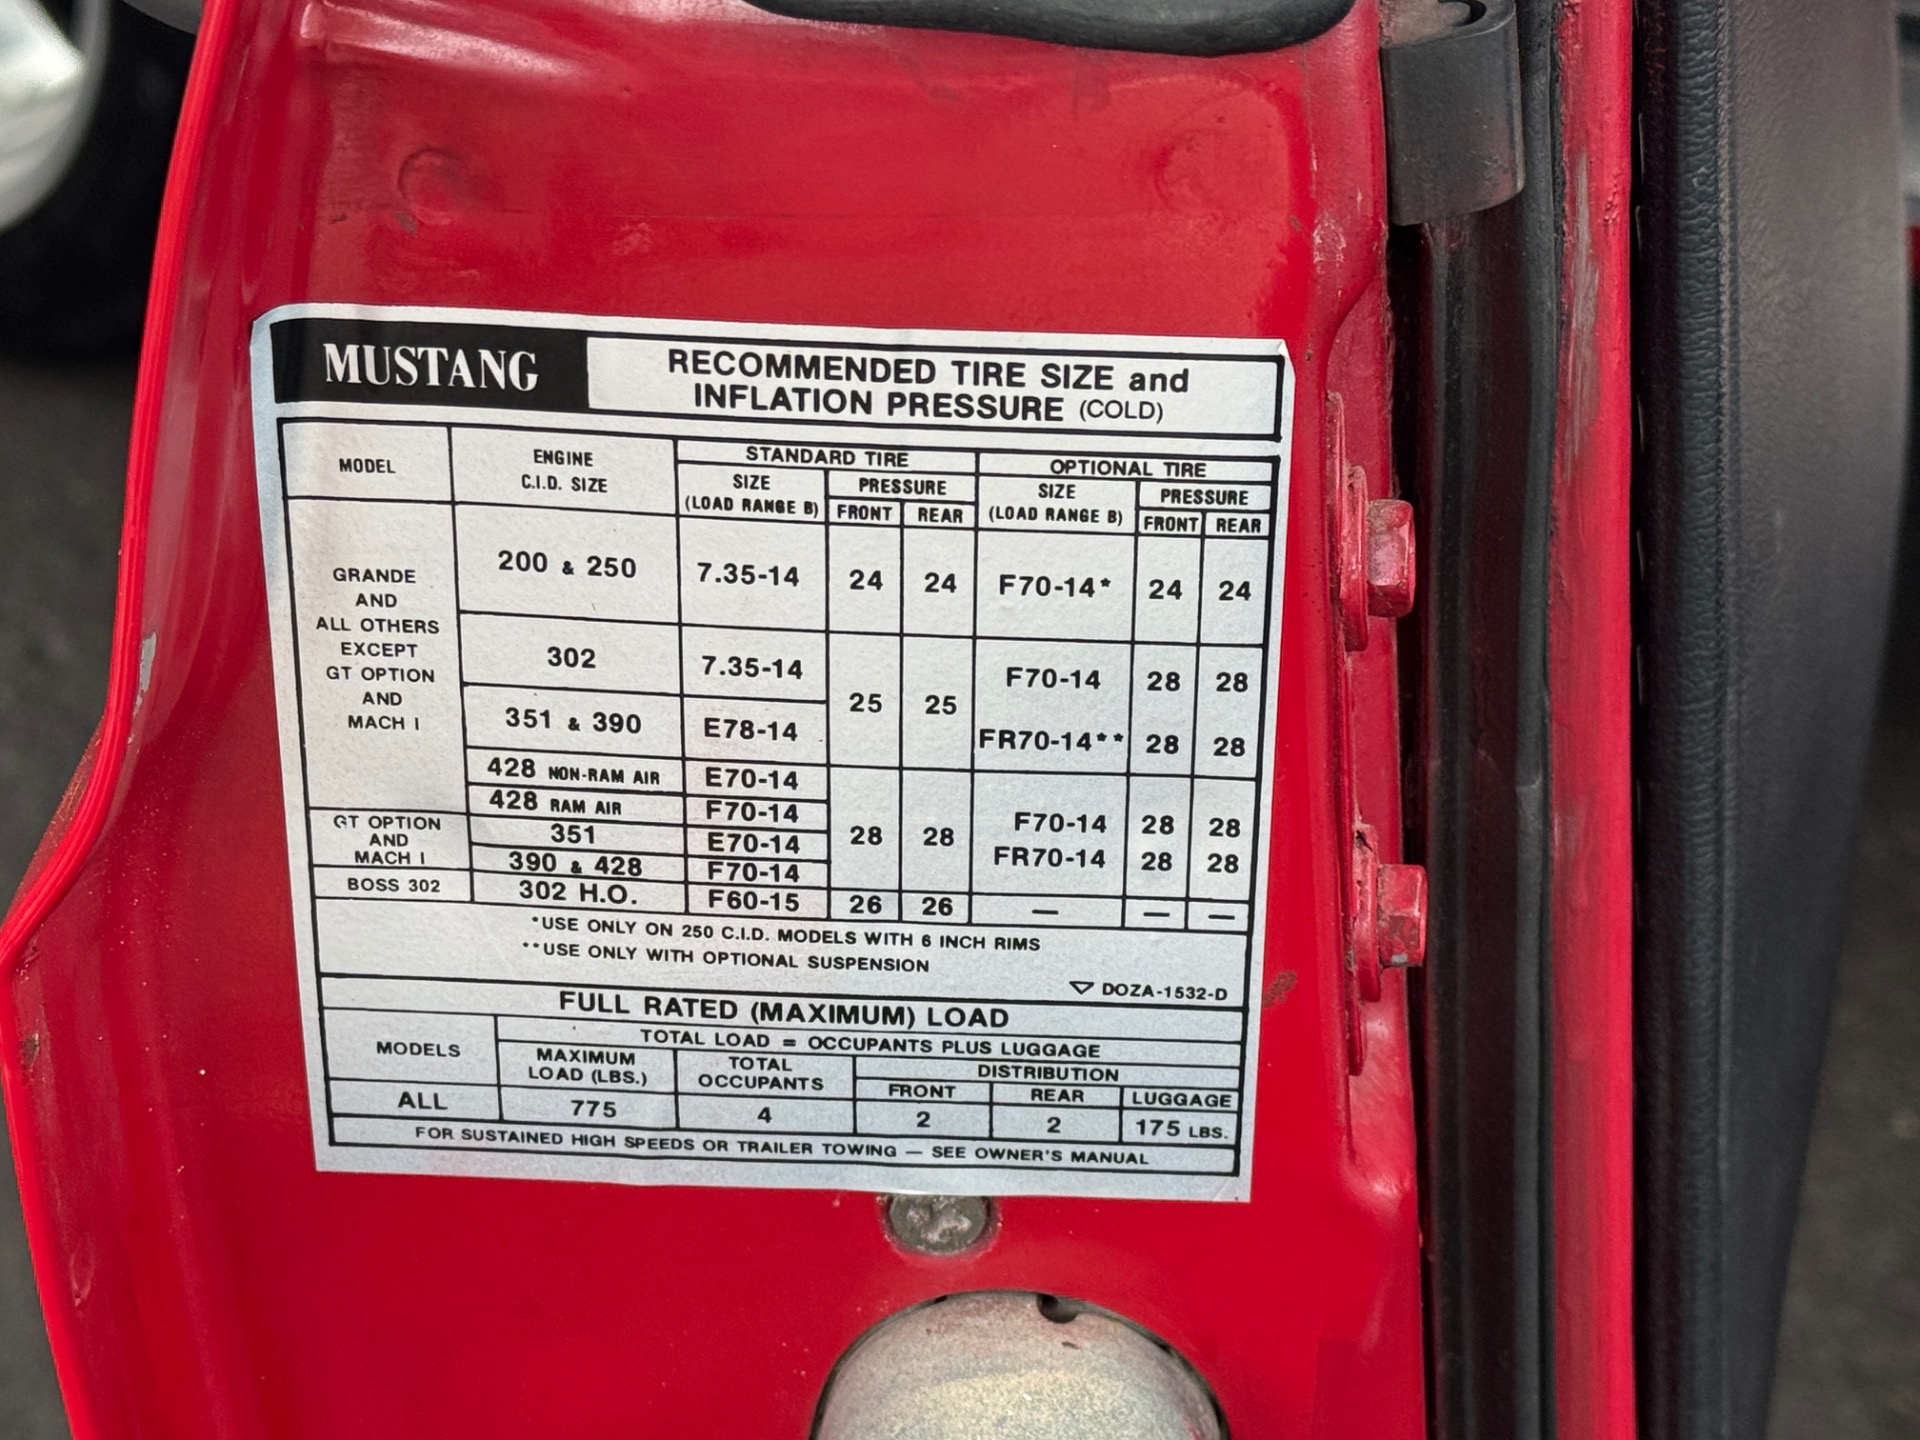 MUSTANG
RECOMMENDED TIRE SIZE and
INFLATION PRESSURE (COLD)
MODEL
ENGINE
C.I.D. SIZE
STANDARD TIRE
OPTIONAL TIRE
SIZE
(LOAD RANGE B)
PRESSURE
FRONT REAR
SIZE
(LOAD RANGE B)
PRESSURE
FRONT REAR
GRANDE
AND
ALL OTHERS
EXCEPT
GT OPTION
AND
MACH I
200 & 250 7.35-14 24 24 F70-14* 24 24
302 7.35-14
25 25
F70-14 28 28
351 & 390 E78-14
FR70-14** 28 28
428 NON-RAM AIR E70-14
428 RAM AIR F70-14
GT OPTION
AND
MACH I
351 E70-14
28 28
F70-14 28 28
FR70-14 28 28
390 & 428 F70-14
BOSS 302 302 H.O. F60-15 26 26 — — —
*USE ONLY ON 250 C.I.D. MODELS WITH 6 INCH RIMS
**USE ONLY WITH OPTIONAL SUSPENSION
▽ DOZA-1532-D
FULL RATED (MAXIMUM) LOAD
MODELS
TOTAL LOAD = OCCUPANTS PLUS LUGGAGE
MAXIMUM
LOAD (LBS.)
TOTAL
OCCUPANTS
DISTRIBUTION
FRONT REAR LUGGAGE
ALL 775 4 2 2 175 LBS.
FOR SUSTAINED HIGH SPEEDS OR TRAILER TOWING — SEE OWNER'S MANUAL